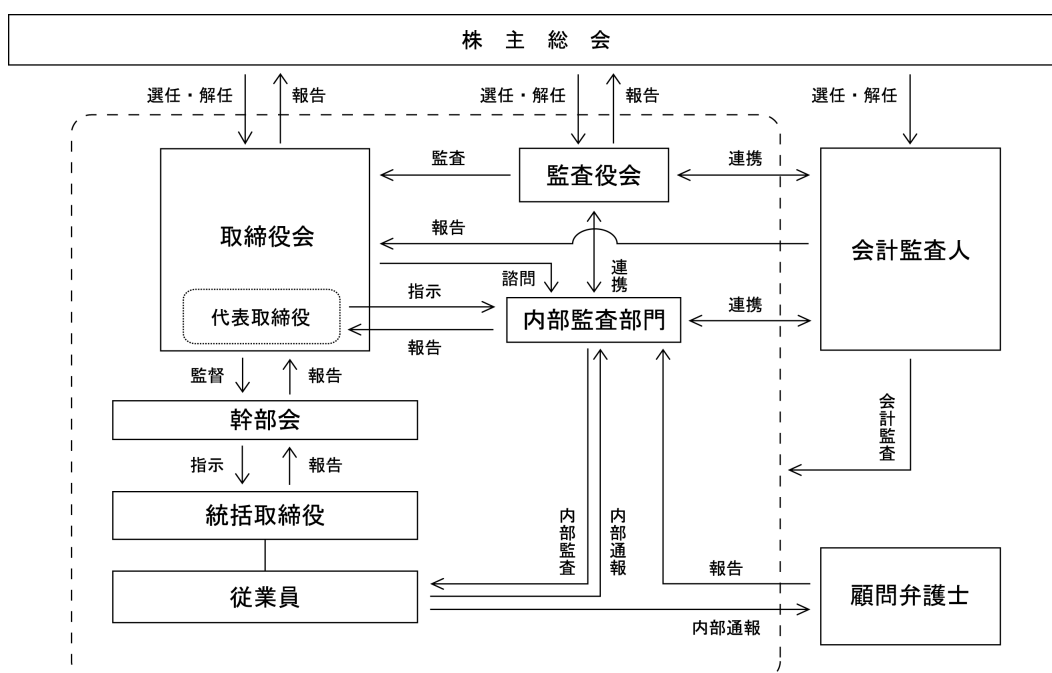 株 主 総 会
選任・解任
報告
選任・解任
報告
選任・解任
監査
監査役会
連携
取締役会
報告
会計監査人
諮問
連携
指示
代表取締役
内部監査部門
連携
報告
監督
報告
幹部会
会計監査
指示
報告
統括取締役
内部監査
内部通報
報告
従業員
顧問弁護士
内部通報